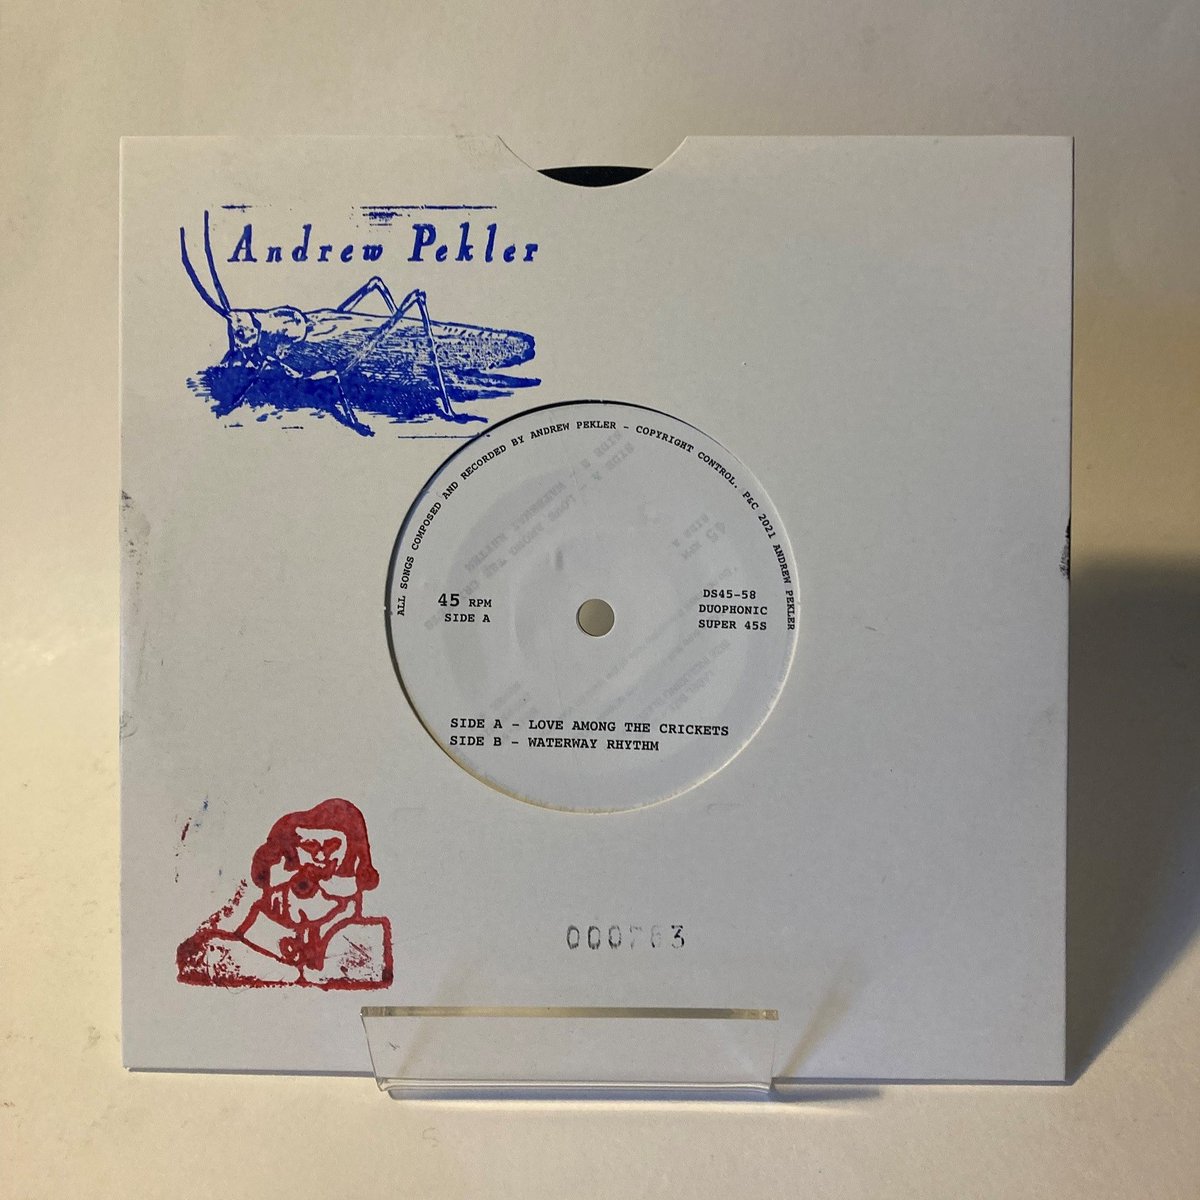 Andrew Pekler
ALL SONGS COMPOSED AND RECORDED BY ANDREW PEKLER - COPYRIGHT CONTROL. P&C 2021 ANDREW PEKLER
45 RPM
SIDE A
DS45-58
DUOPHONIC
SUPER 45S
SIDE A - LOVE AMONG THE CRICKETS
SIDE B - WATERWAY RHYTHM
000763